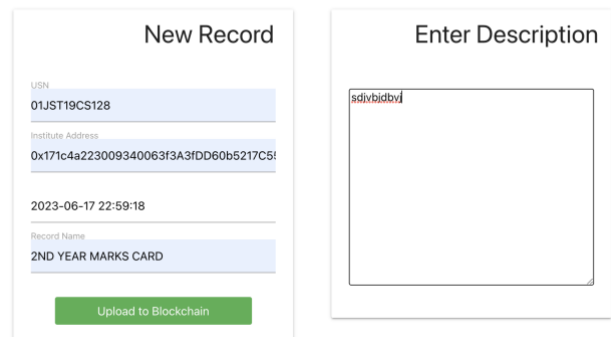 New Record
USN
01JST19CS128
Institute Address
0x171c4a223009340063f3A3fDD60b5217C5
2023-06-17 22:59:18
Record Name
2ND YEAR MARKS CARD
Upload to Blockchain
Enter Description
sdjvbjdbvj